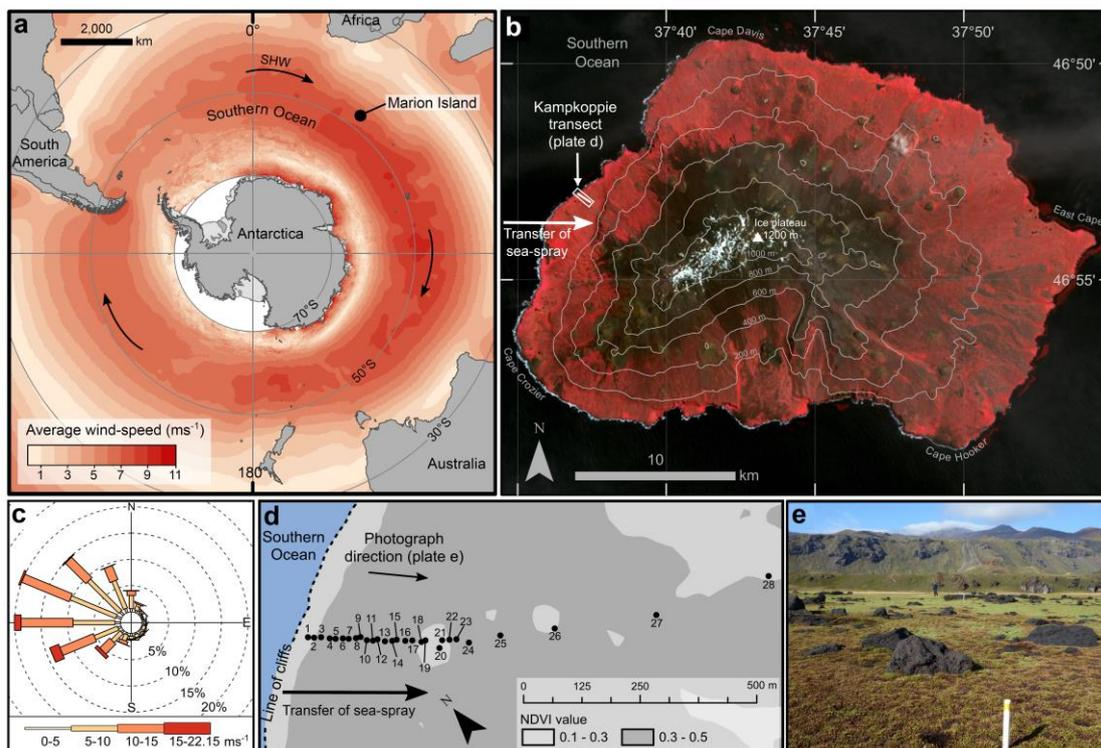 a
2,000
km
0°
Africa
SHW
Marion Island
Southern Ocean
South
America
Antarctica
70°S
50°S
30°S
Average wind-speed (ms-1)
1 3 5 7 9 11
180°
Australia
b
37°40' 37°45' 37°50'
Cape Davis
Southern
Ocean
46°50'
Kampkoppie
transect
(plate d)
East Cape
Transfer of
sea-spray
Ice plateau
1200 m
1000 m
800 m
600 m
400 m
200 m
46°55'
Cape Crozier
N
10
km
Cape Hooker
c
N
E
S
5%
10%
15%
20%
0-5 5-10 10-15 15-22.15 ms-1
d
Southern
Ocean
Photograph
direction (plate e)
28
27
1 3 5 7 9 11 13 15 16 18 21 22 23
2 4 6 8 10 12 14 17 19 20 24 25 26
Line of cliffs
Transfer of sea-spray
N
0 125 250 500 m
NDVI value
0.1 - 0.3 0.3 - 0.5
e